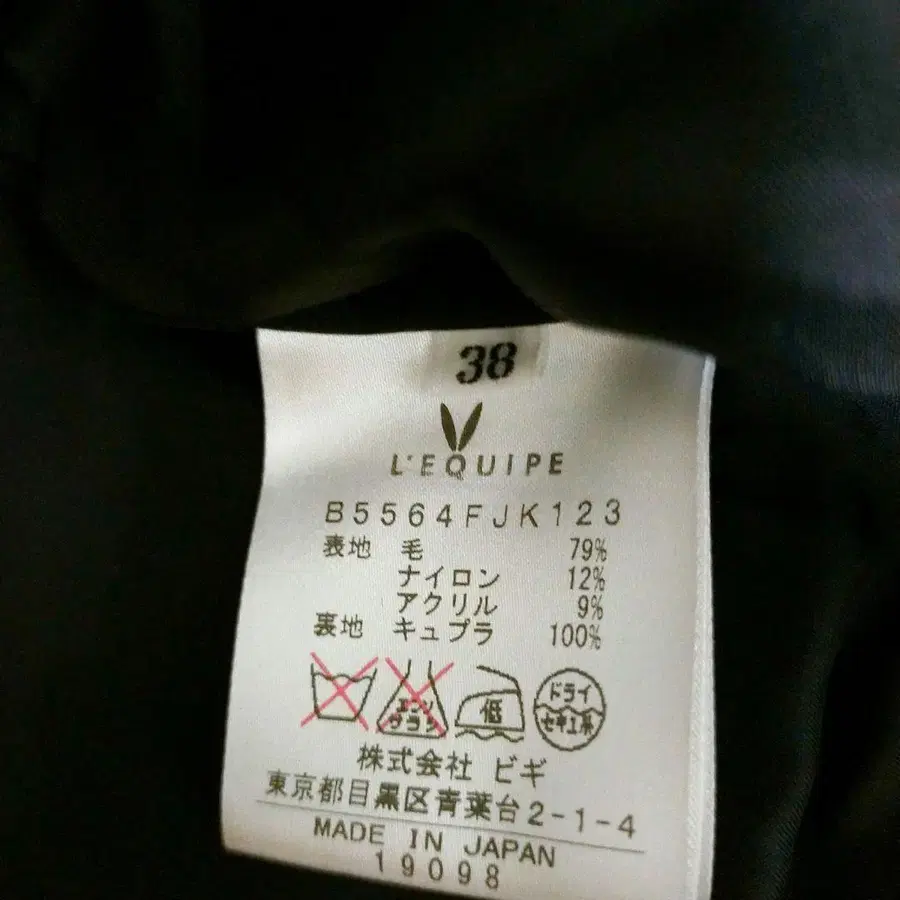 38
L'EQUIPE
B5564FJK123
表地 毛 79%
ナイロン 12%
アクリル 9%
裏地 キュプラ 100%
エンソ
サラシ
低
ドライ
セキユ系
株式会社 ビギ
東京都目黒区青葉台2-1-4
MADE IN JAPAN
19098